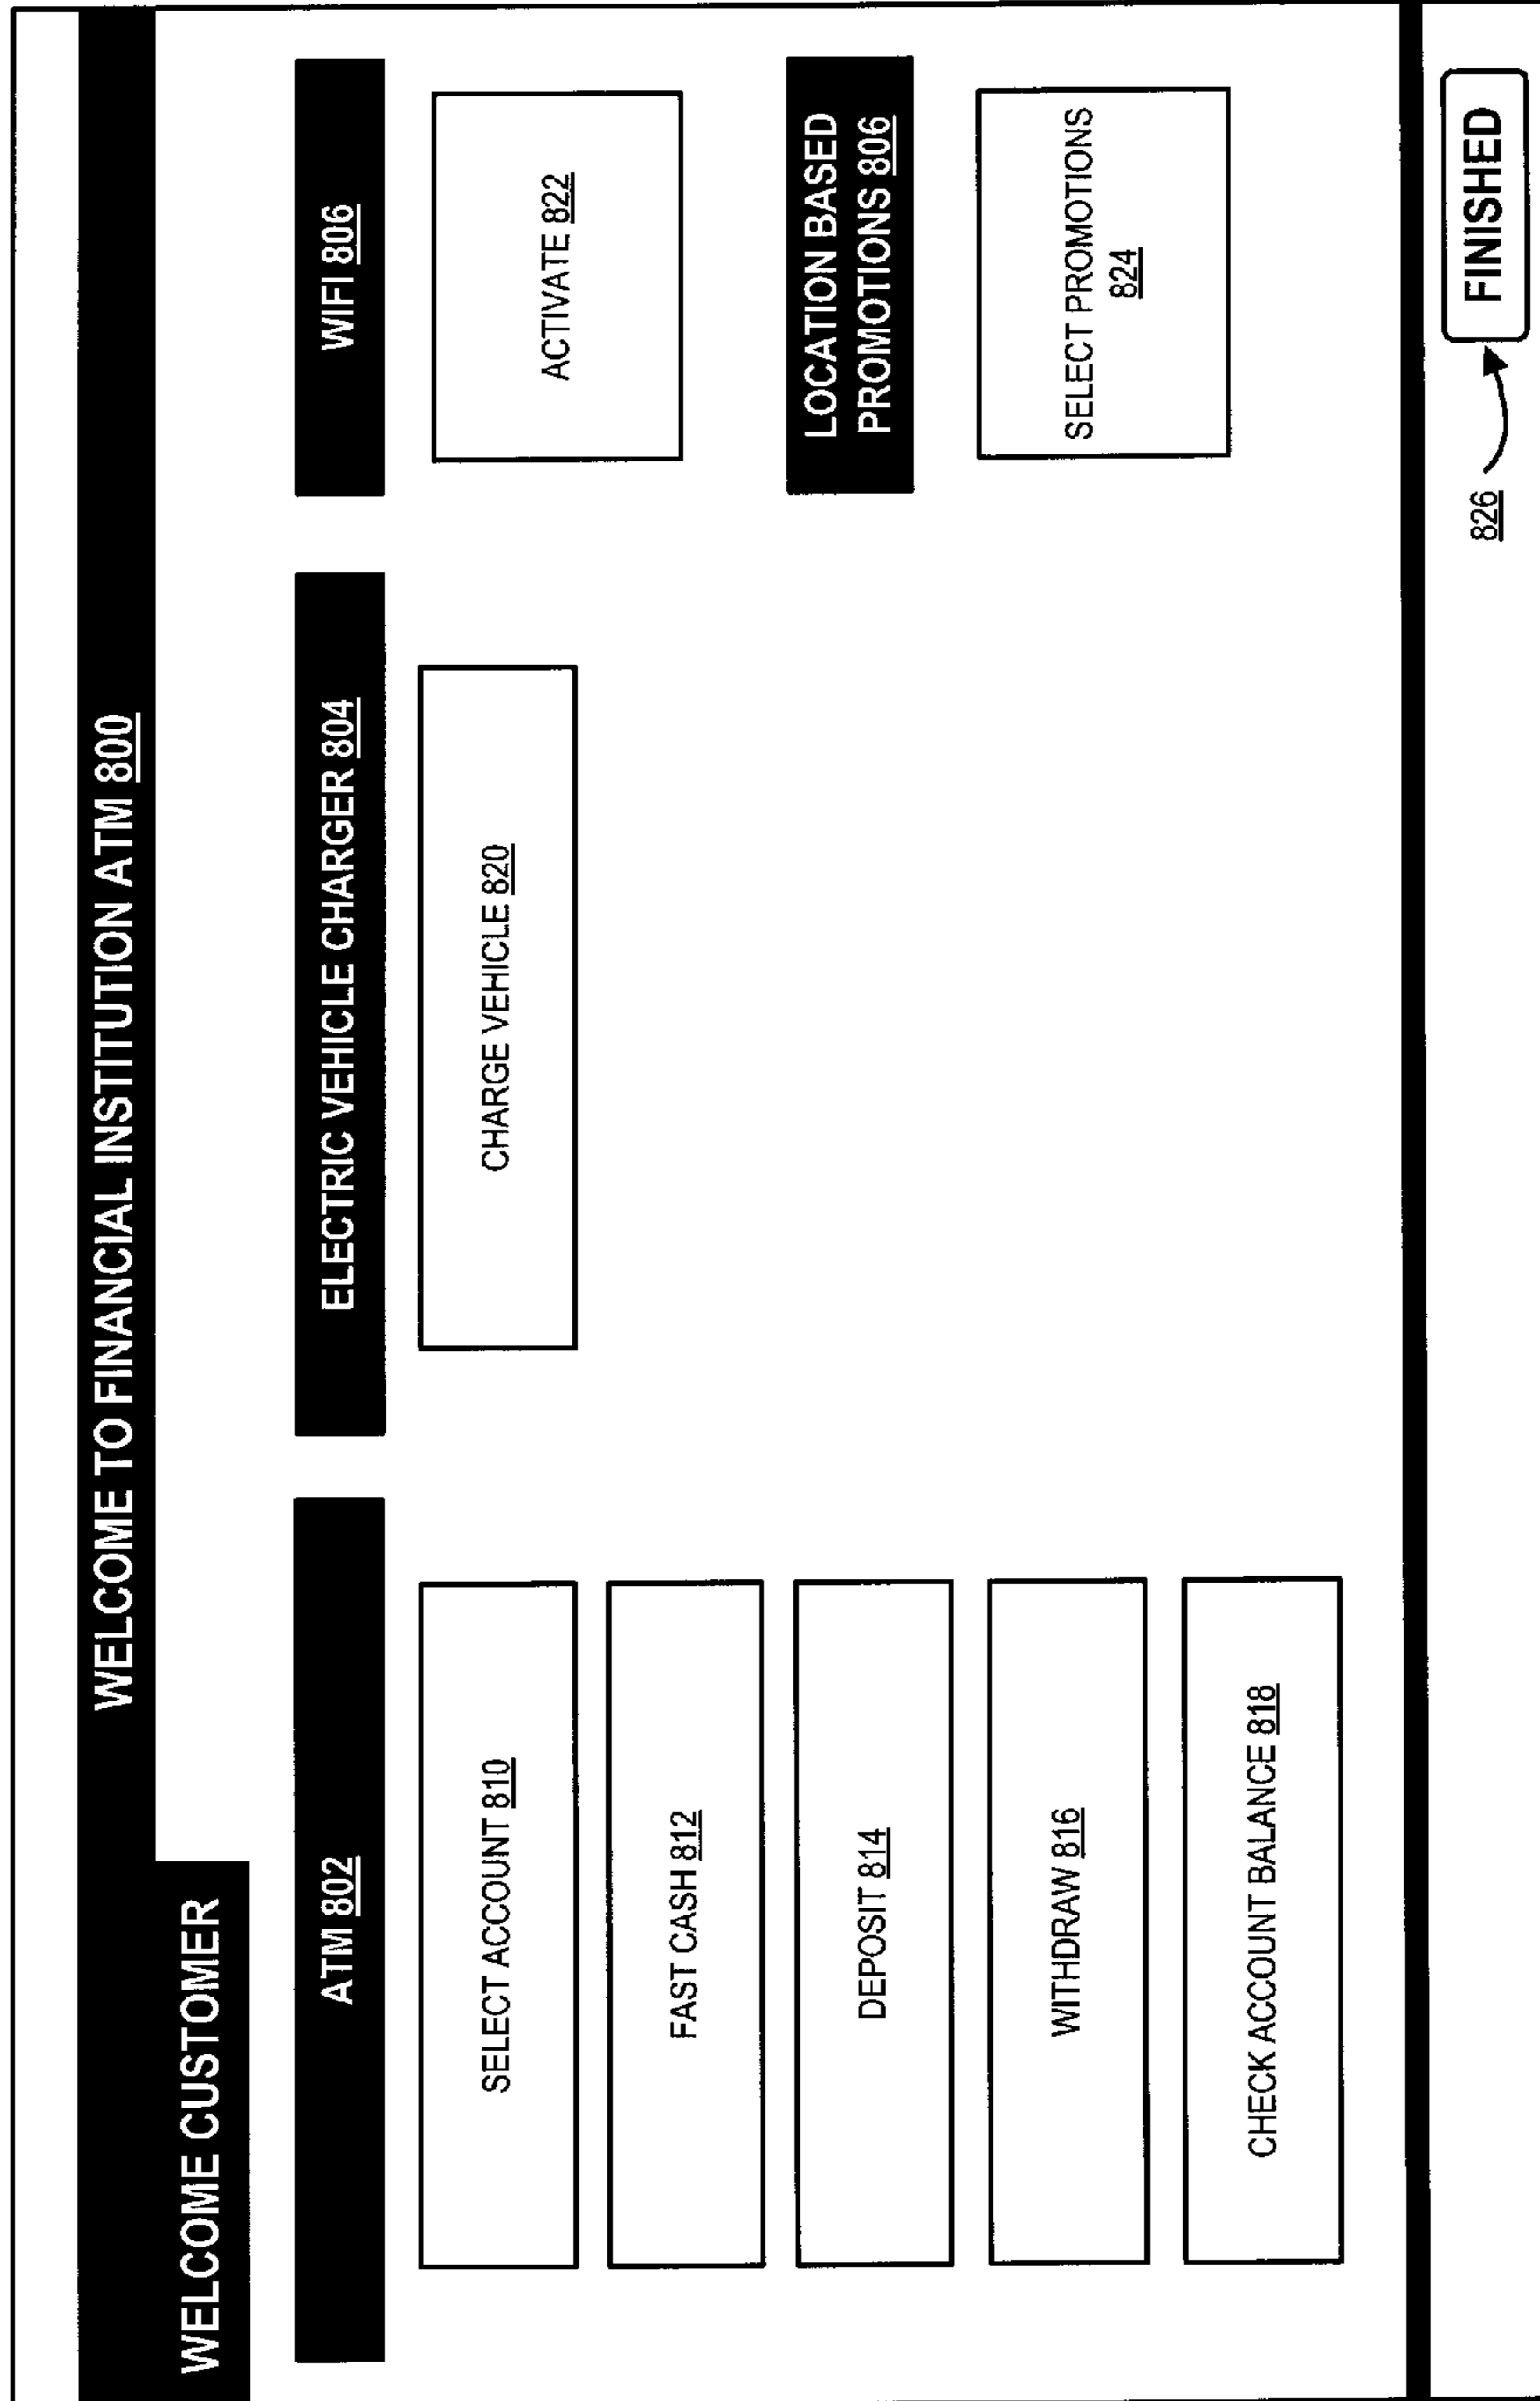 WELCOME TO FINANCIAL INSTITUTION ATM 800
WELCOME CUSTOMER
ATM 802
SELECT ACCOUNT 810
FAST CASH 812
DEPOSIT 814
WITHDRAW 816
CHECK ACCOUNT BALANCE 818
ELECTRIC VEHICLE CHARGER 804
CHARGE VEHICLE 820
WIFI 806
ACTIVATE 822
LOCATION BASED
PROMOTIONS 806
SELECT PROMOTIONS
824
826
FINISHED